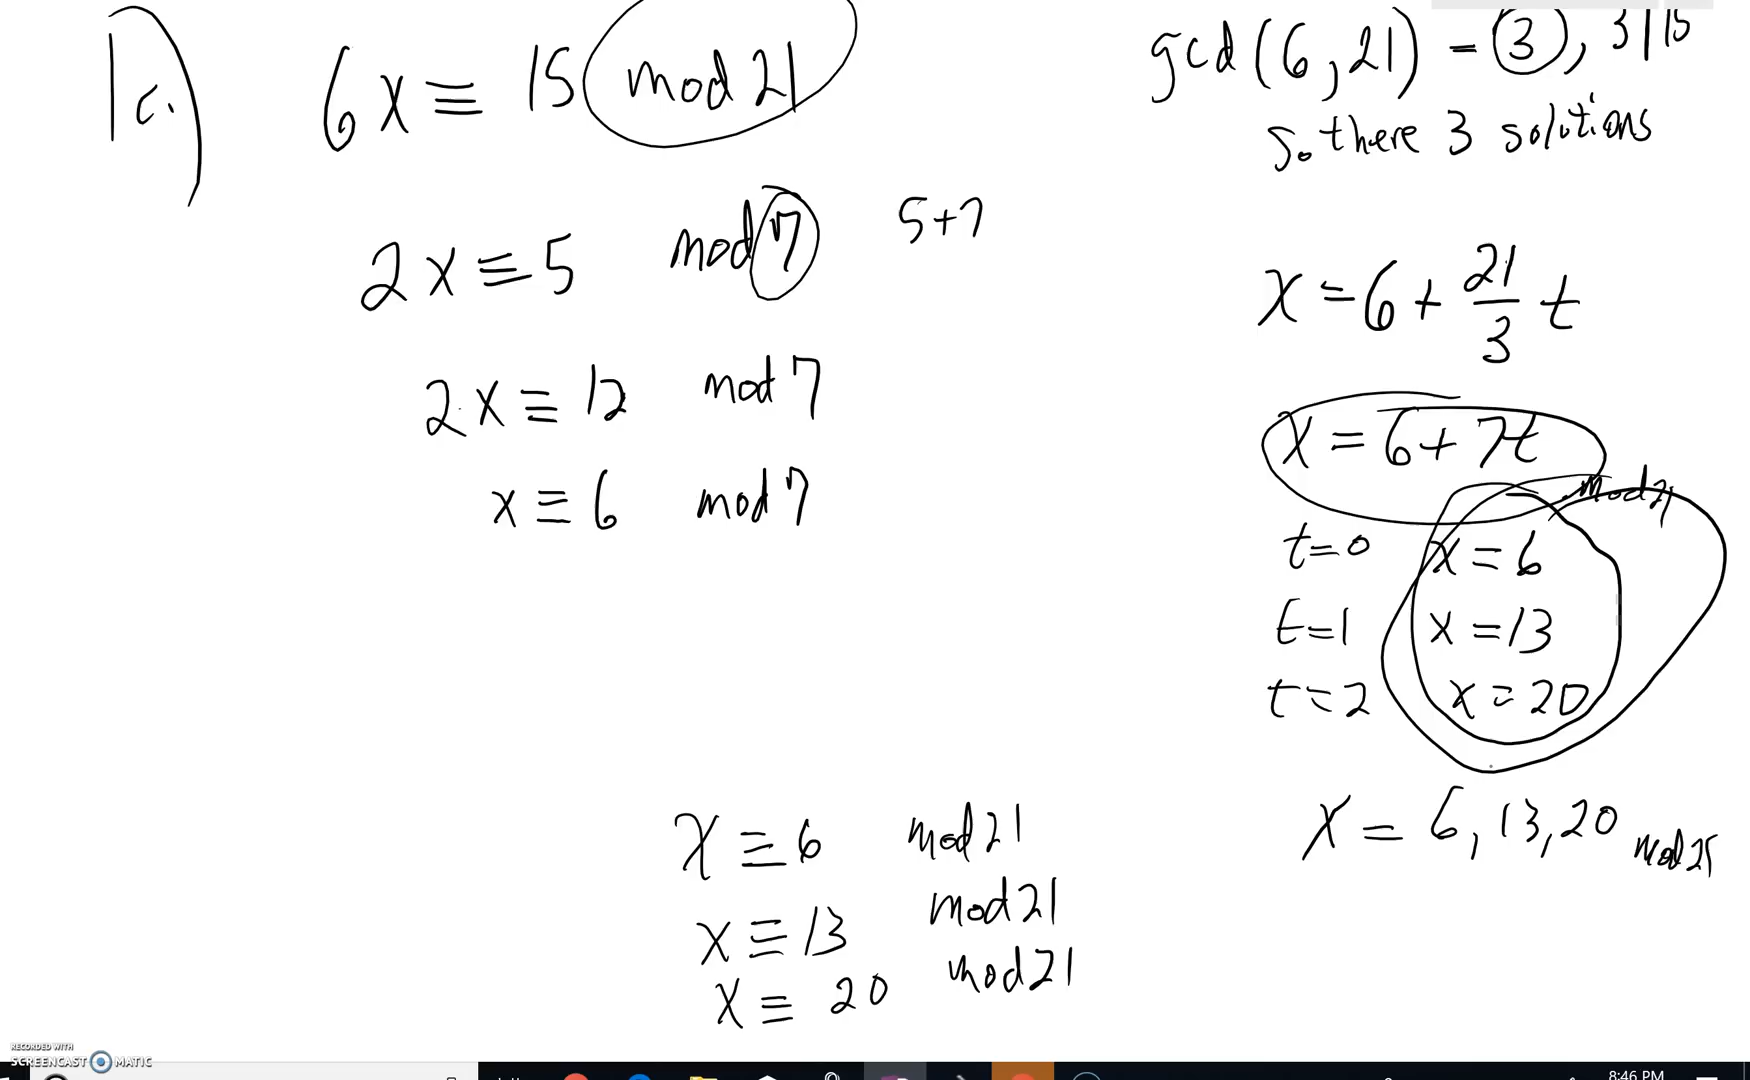 1c.) 6x ≡ 15 mod 21
gcd(6,21) - 3, 3|15
So there 3 solutions
2x ≡ 5 mod 7 5+7
x = 6 + 21/3 t
2x ≡ 12 mod 7
x = 6 + 7t
x ≡ 6 mod 7
mod 21
t=0 x = 6
t=1 x = 13
t=2 x = 20
x = 6, 13, 20 mod 21
x ≡ 6 mod 21
x ≡ 13 mod 21
x ≡ 20 mod 21
RECORDED WITH
SCREENCAST MATIC
8:46 PM